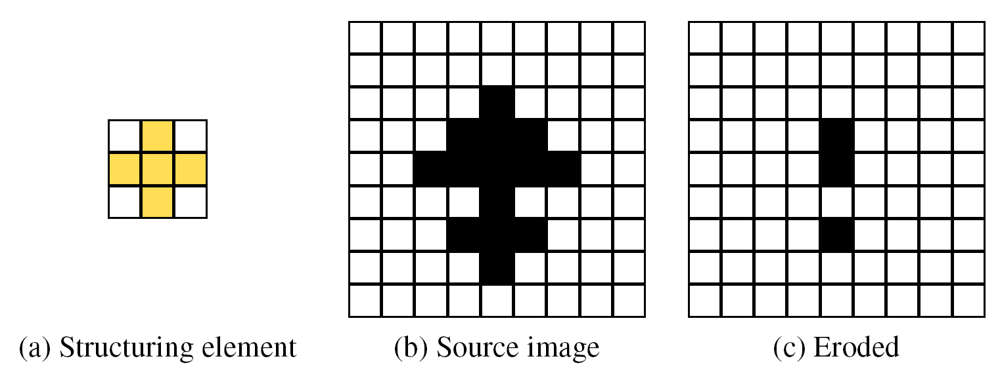 (a) Structuring element
(b) Source image
(c) Eroded